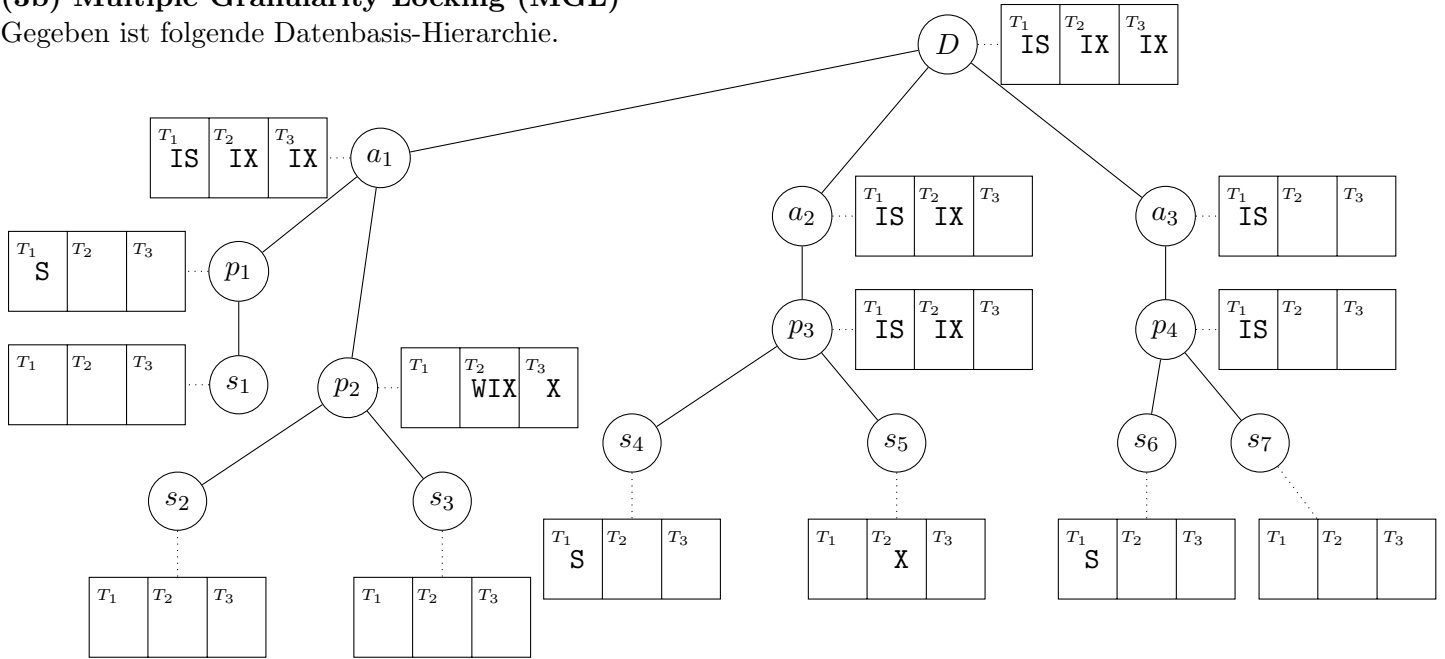 (3b) Multiple Granularity Locking (MGL)
Gegeben ist folgende Datenbasis-Hierarchie.
D
T1 IS T2 IX T3 IX
T1 IS T2 IX T3 IX
a1
a2
T1 IS T2 IX T3
a3
T1 IS T2 T3
T1 S T2 T3
p1
p3
T1 IS T2 IX T3
p4
T1 IS T2 T3
T1 T2 T3
s1
p2
T1 T2 WIX T3 X
s4
s5
s6
s7
s2
s3
T1 S T2 T3
T1 T2 X T3
T1 S T2 T3
T1 T2 T3
T1 T2 T3
T1 T2 T3